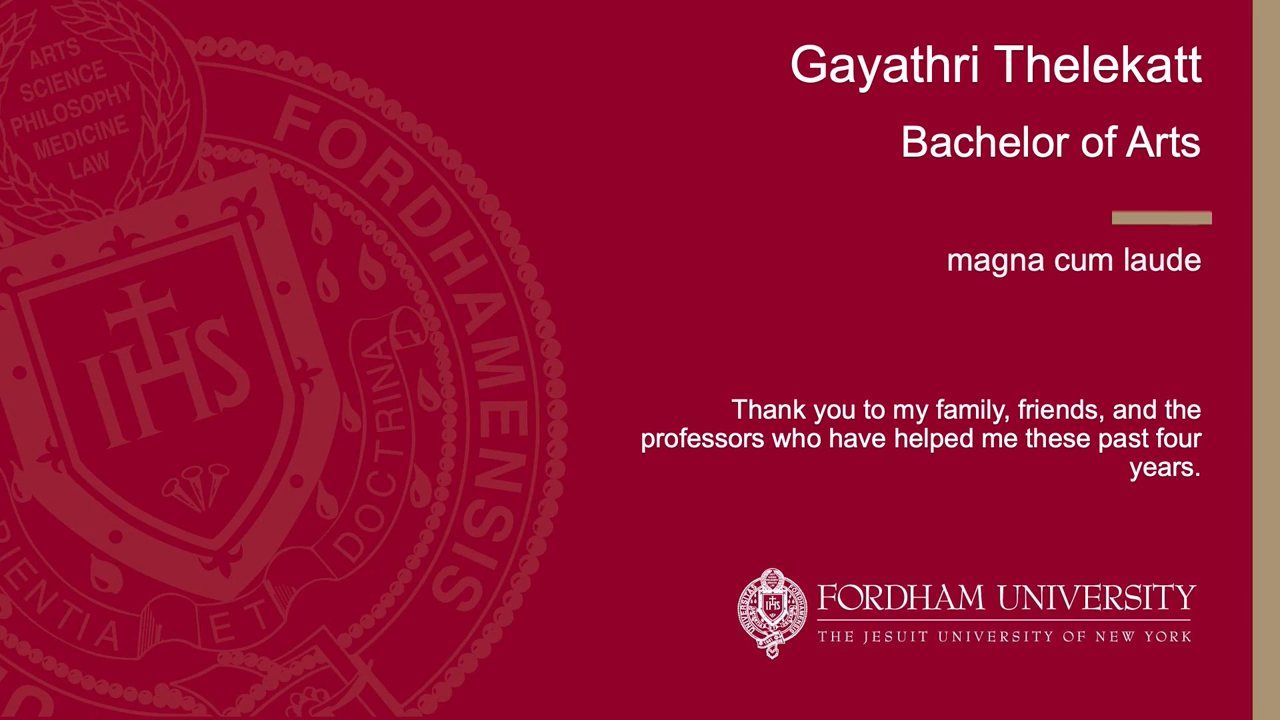 ARTS
SCIENCE
PHILOSOPHY
MEDICINE
LAW
FORDHAMENSIS
IHS
DOCTRINA
ET
Gayathri Thelekatt
Bachelor of Arts
magna cum laude
Thank you to my family, friends, and the
professors who have helped me these past four
years.
IHS
FORDHAM UNIVERSITY
THE JESUIT UNIVERSITY OF NEW YORK